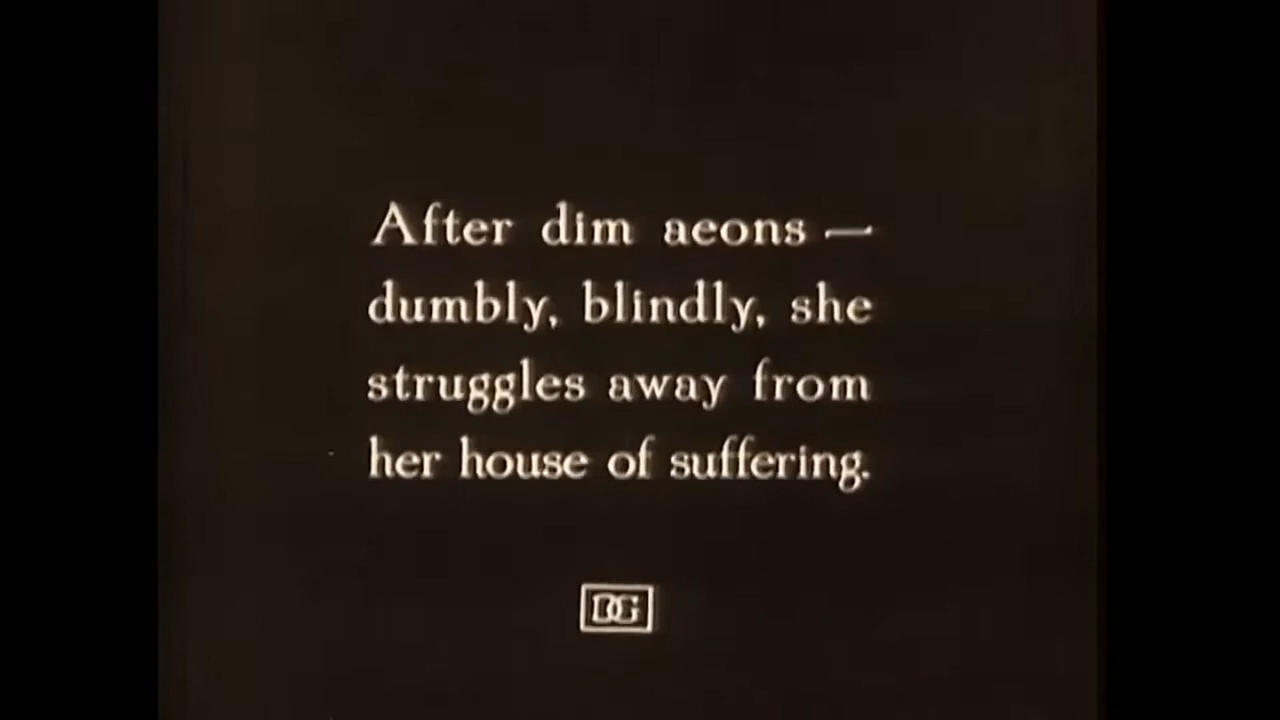 After dim aeons —
dumbly, blindly, she
struggles away from
her house of suffering.
DG